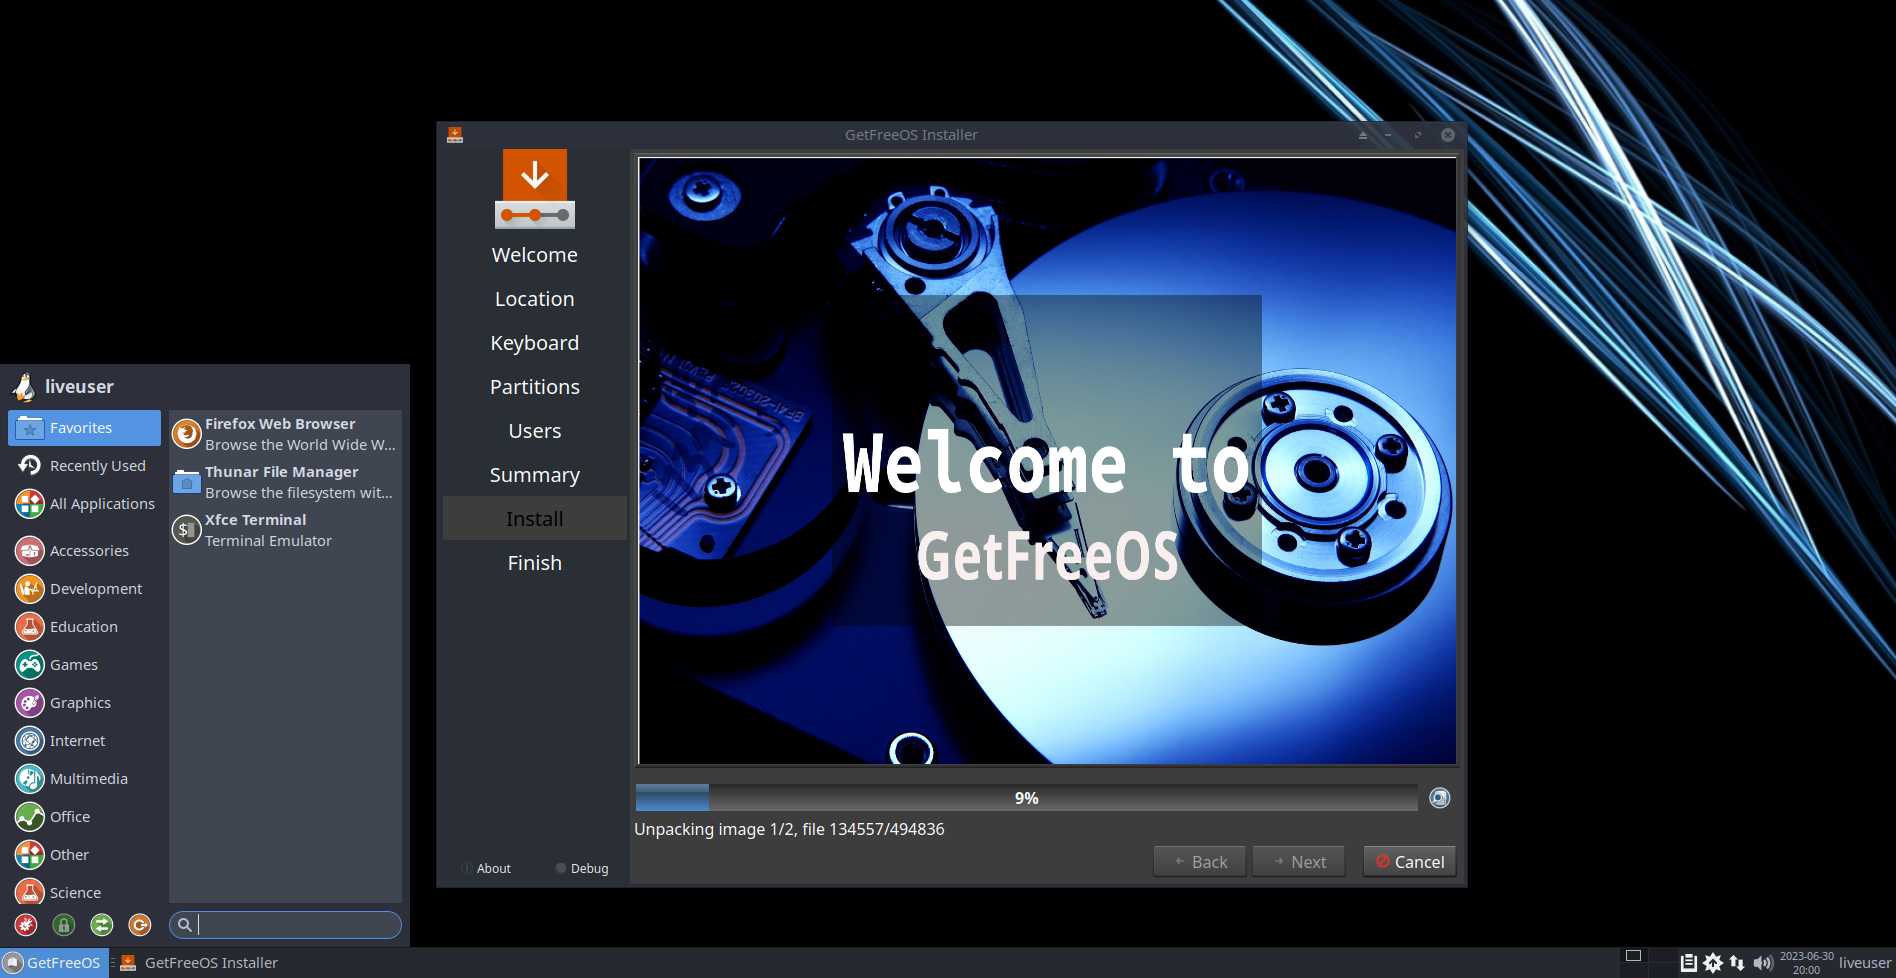 GetFreeOS Installer
Welcome
Location
Keyboard
Partitions
Users
Summary
Install
Finish
About
Debug
Welcome to
GetFreeOS
9%
Unpacking image 1/2, file 134557/494836
Back
Next
Cancel
liveuser
Favorites
Recently Used
All Applications
Accessories
Development
Education
Games
Graphics
Internet
Multimedia
Office
Other
Science
Firefox Web Browser
Browse the World Wide W...
Thunar File Manager
Browse the filesystem wit...
Xfce Terminal
Terminal Emulator
GetFreeOS
GetFreeOS Installer
2023-06-30
20:00
liveuser